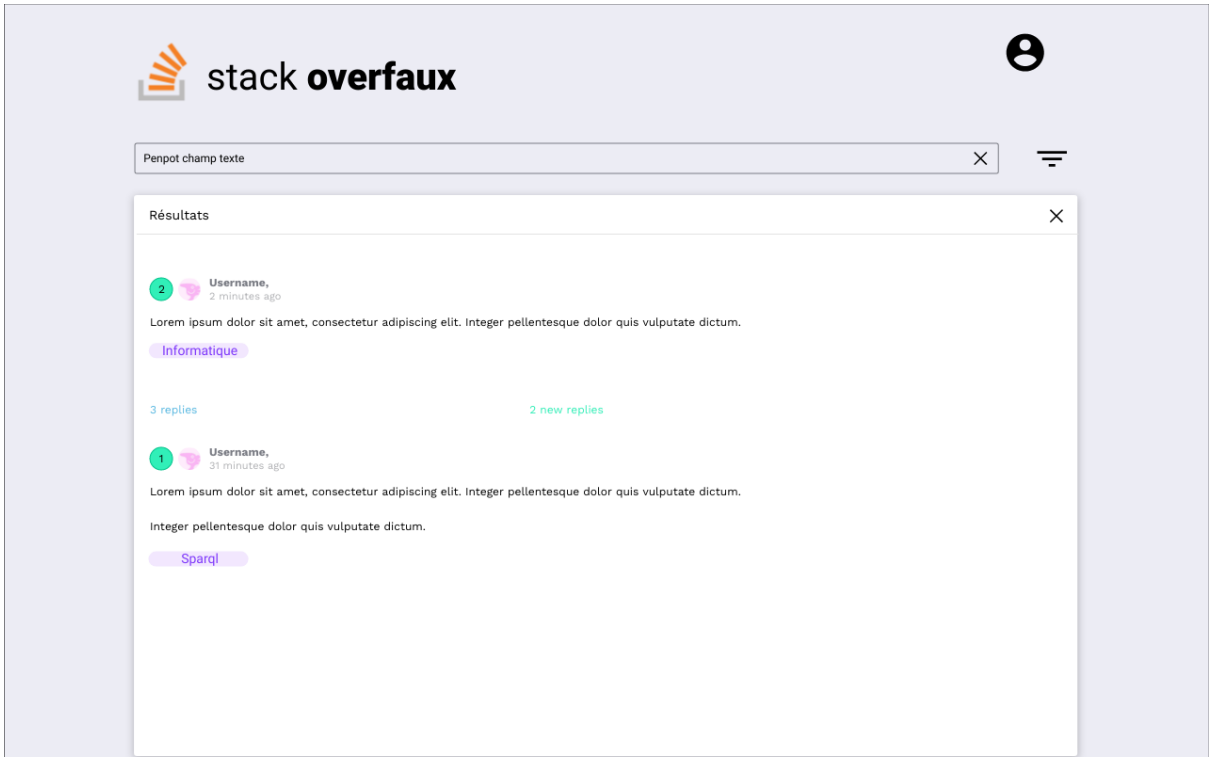 stack overfaux
Penpot champ texte
Résultats
2
Username,
2 minutes ago
Lorem ipsum dolor sit amet, consectetur adipiscing elit. Integer pellentesque dolor quis vulputate dictum.
Informatique
3 replies
2 new replies
1
Username,
31 minutes ago
Lorem ipsum dolor sit amet, consectetur adipiscing elit. Integer pellentesque dolor quis vulputate dictum.
Integer pellentesque dolor quis vulputate dictum.
Sparql